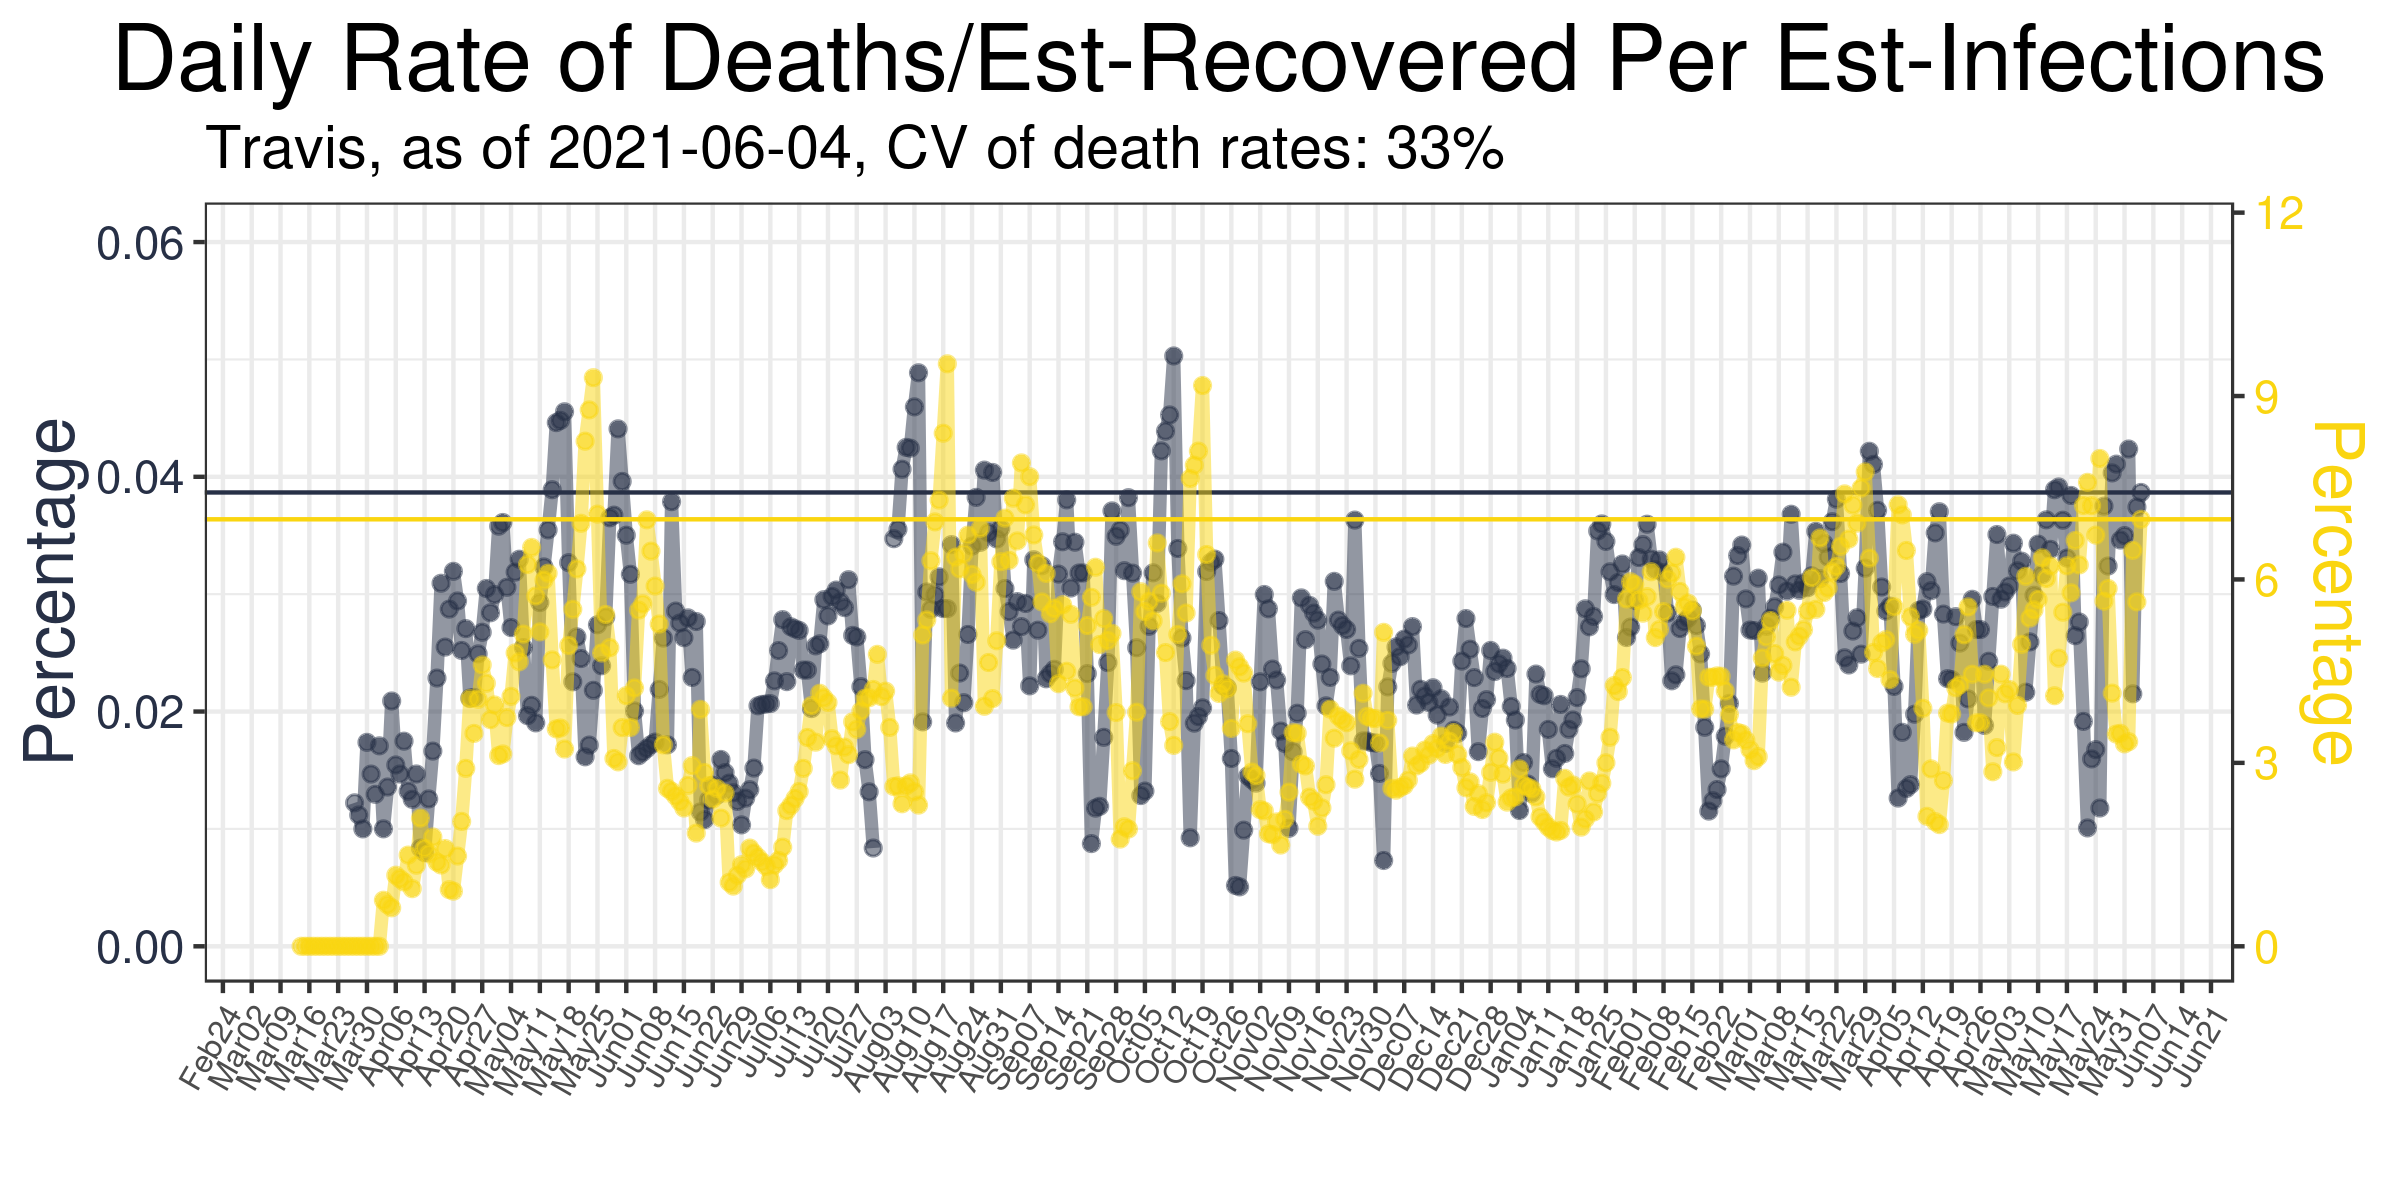 Daily Rate of Deaths/Est-Recovered Per Est-Infections
Travis, as of 2021-06-04, CV of death rates: 33%
Percentage
0.06
0.04
0.02
0.00
12
9
6
3
0
Percentage
Feb24
Mar02
Mar09
Mar16
Mar23
Mar30
Apr06
Apr13
Apr20
Apr27
May04
May11
May18
May25
Jun01
Jun08
Jun15
Jun22
Jun29
Jul06
Jul13
Jul20
Jul27
Aug03
Aug10
Aug17
Aug24
Aug31
Sep07
Sep14
Sep21
Sep28
Oct05
Oct12
Oct19
Oct26
Nov02
Nov09
Nov16
Nov23
Nov30
Dec07
Dec14
Dec21
Dec28
Jan04
Jan11
Jan18
Jan25
Feb01
Feb08
Feb15
Feb22
Mar01
Mar08
Mar15
Mar22
Mar29
Apr05
Apr12
Apr19
Apr26
May03
May10
May17
May24
May31
Jun07
Jun14
Jun21